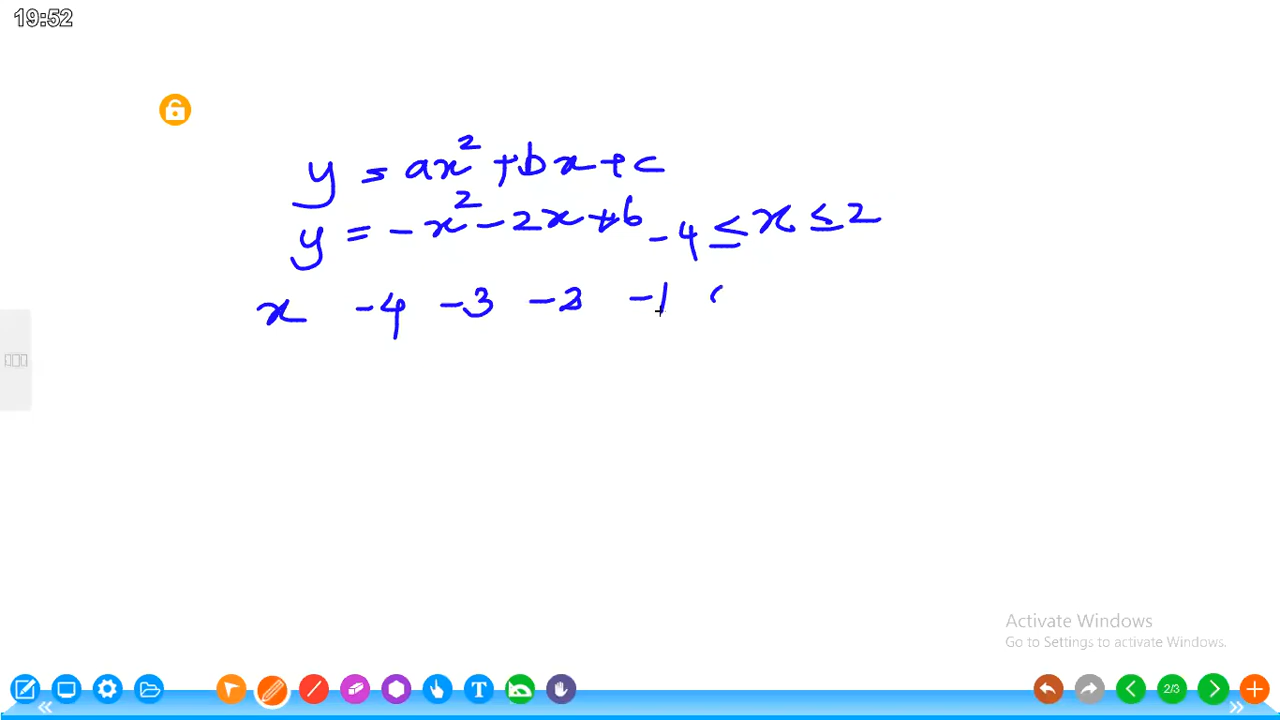 19:52
y = ax² + bx + c
y = -x² - 2x + 6 -4 ≤ x ≤ 2
x -4 -3 -2 -1
Activate Windows
Go to Settings to activate Windows.
T 2/3